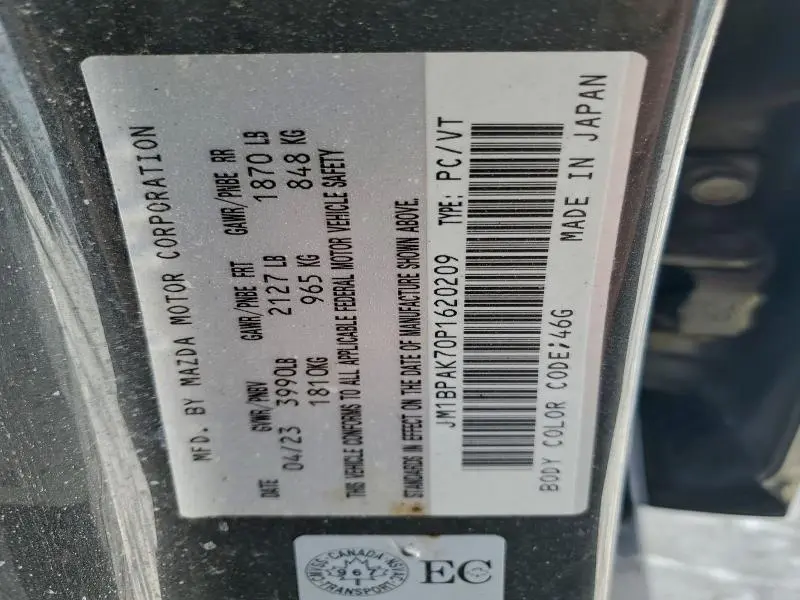 MFD. BY MAZDA MOTOR CORPORATION
DATE GVWR/PNBV GAWR/PNBE FRT GAWR/PNBE RR
04/23 3990LB 2127 LB 1870 LB
1810KG 965 KG 848 KG
THIS VEHICLE CONFORMS TO ALL APPLICABLE FEDERAL MOTOR VEHICLE SAFETY
STANDARDS IN EFFECT ON THE DATE OF MANUFACTURE SHOWN ABOVE.
JM1BPAK70P1620209 TYPE: PC/VT
BODY COLOR CODE;46G MADE IN JAPAN
CANADA
TRANSPORT
EC